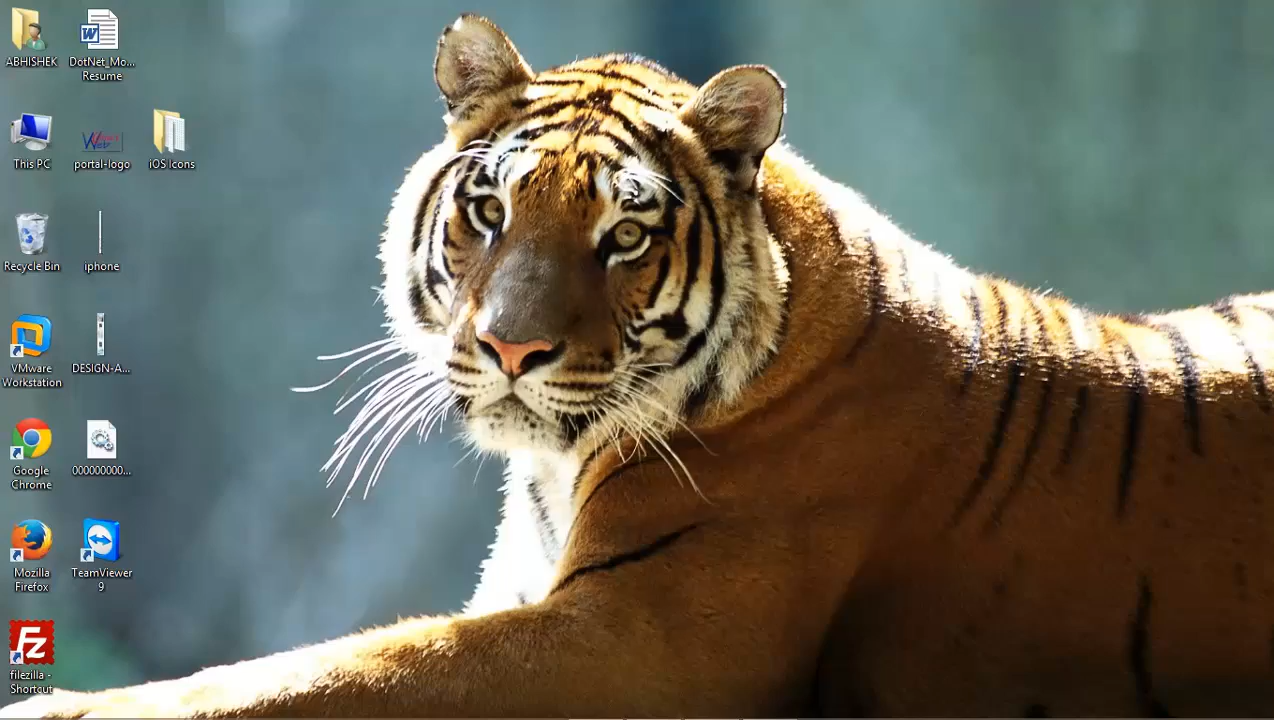 ABHISHEK
DotNet_Mo...
Resume
This PC
portal-logo
iOS Icons
Recycle Bin
iphone
VMware
Workstation
DESIGN-A...
Google
Chrome
000000000...
Mozilla
Firefox
TeamViewer
9
filezilla -
Shortcut